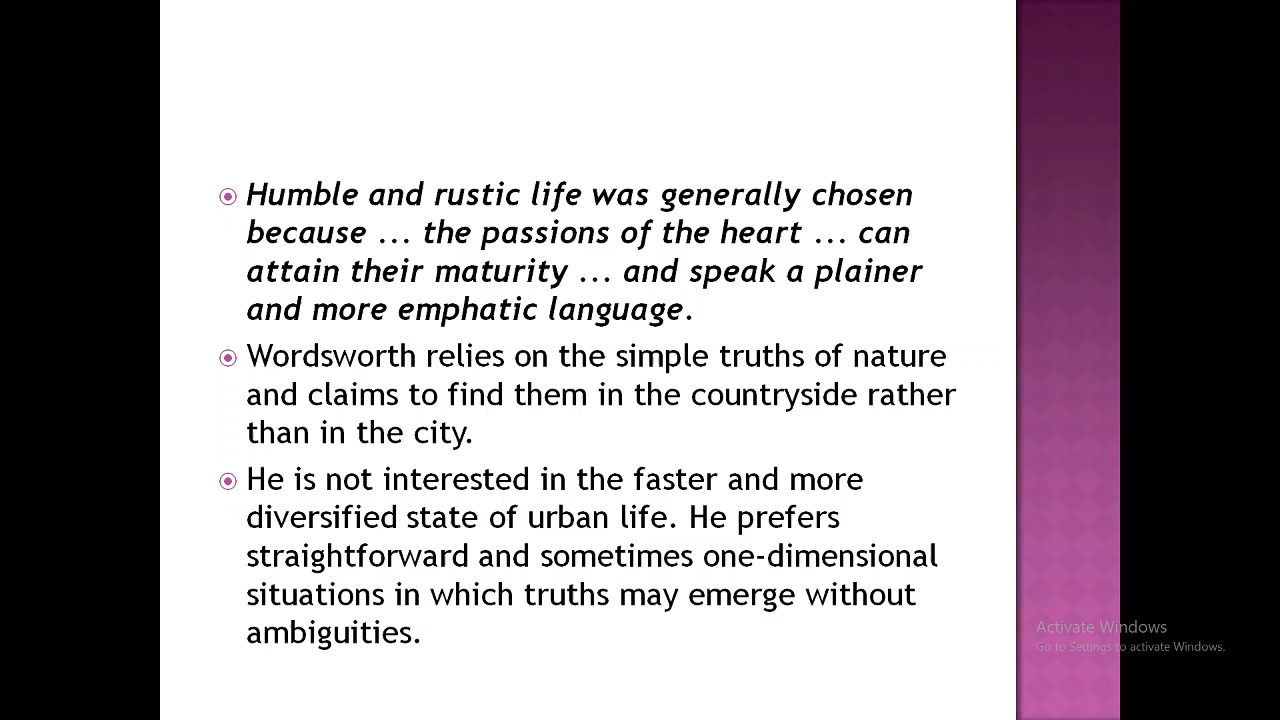 Humble and rustic life was generally chosen
because ... the passions of the heart ... can
attain their maturity ... and speak a plainer
and more emphatic language.
Wordsworth relies on the simple truths of nature
and claims to find them in the countryside rather
than in the city.
He is not interested in the faster and more
diversified state of urban life. He prefers
straightforward and sometimes one-dimensional
situations in which truths may emerge without
ambiguities.
Activate Windows
Go to Settings to activate Windows.